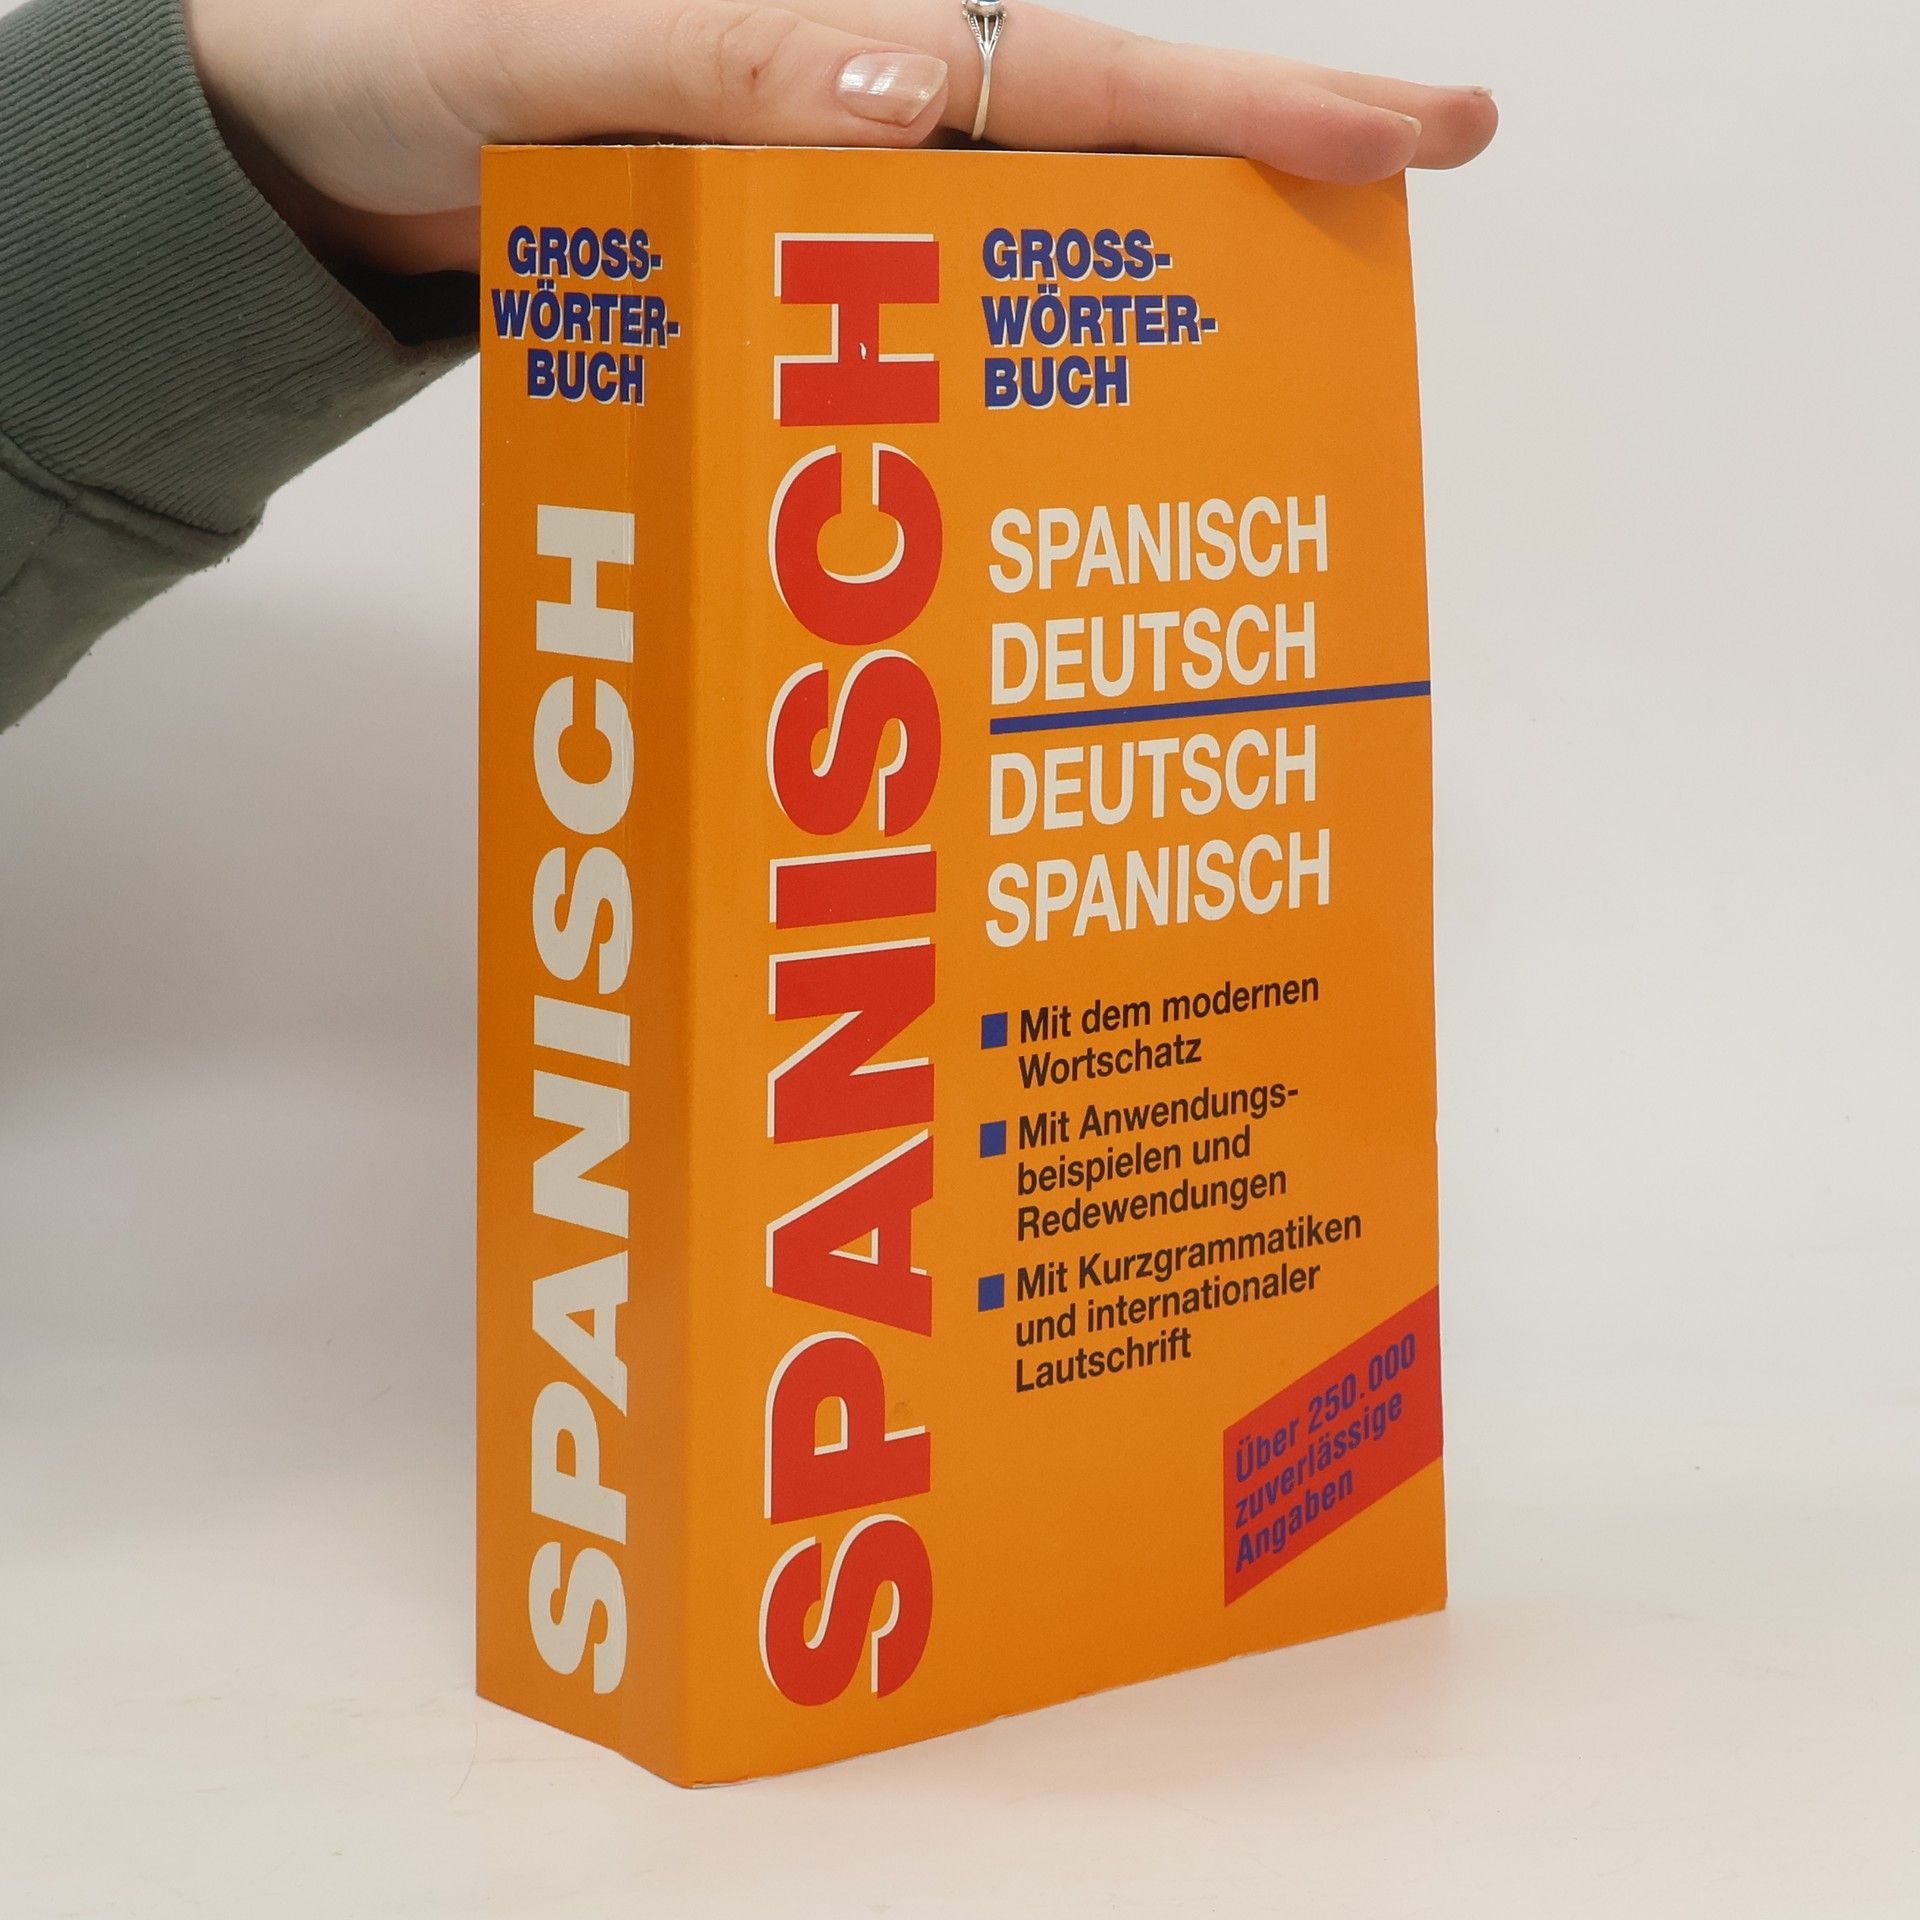 GROSS-
WÖRTER-
BUCH
SPANISCH
SPANISCH
GROSS-
WÖRTER-
BUCH
SPANISCH
DEUTSCH
DEUTSCH
SPANISCH
Mit dem modernen
Wortschatz
Mit Anwendungs-
beispielen und
Redewendungen
Mit Kurzgrammatiken
und internationaler
Lautschrift
Über 250.000
zuverlässige
Angaben